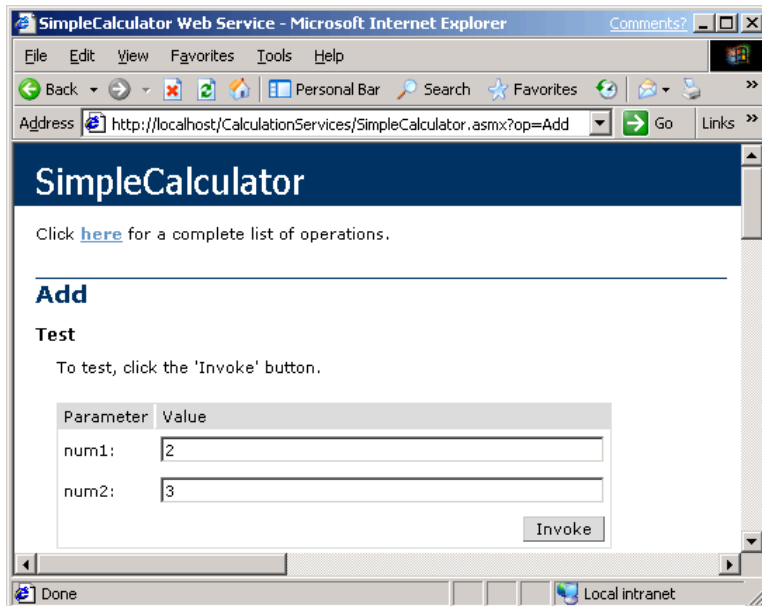 SimpleCalculator Web Service - Microsoft Internet Explorer Comments?
File Edit View Favorites Tools Help
Back Personal Bar Search Favorites »
Address http://localhost/CalculationServices/SimpleCalculator.asmx?op=Add Go Links »
SimpleCalculator
Click here for a complete list of operations.
Add
Test
To test, click the 'Invoke' button.
Parameter Value
num1: 2
num2: 3
Invoke
Done Local intranet